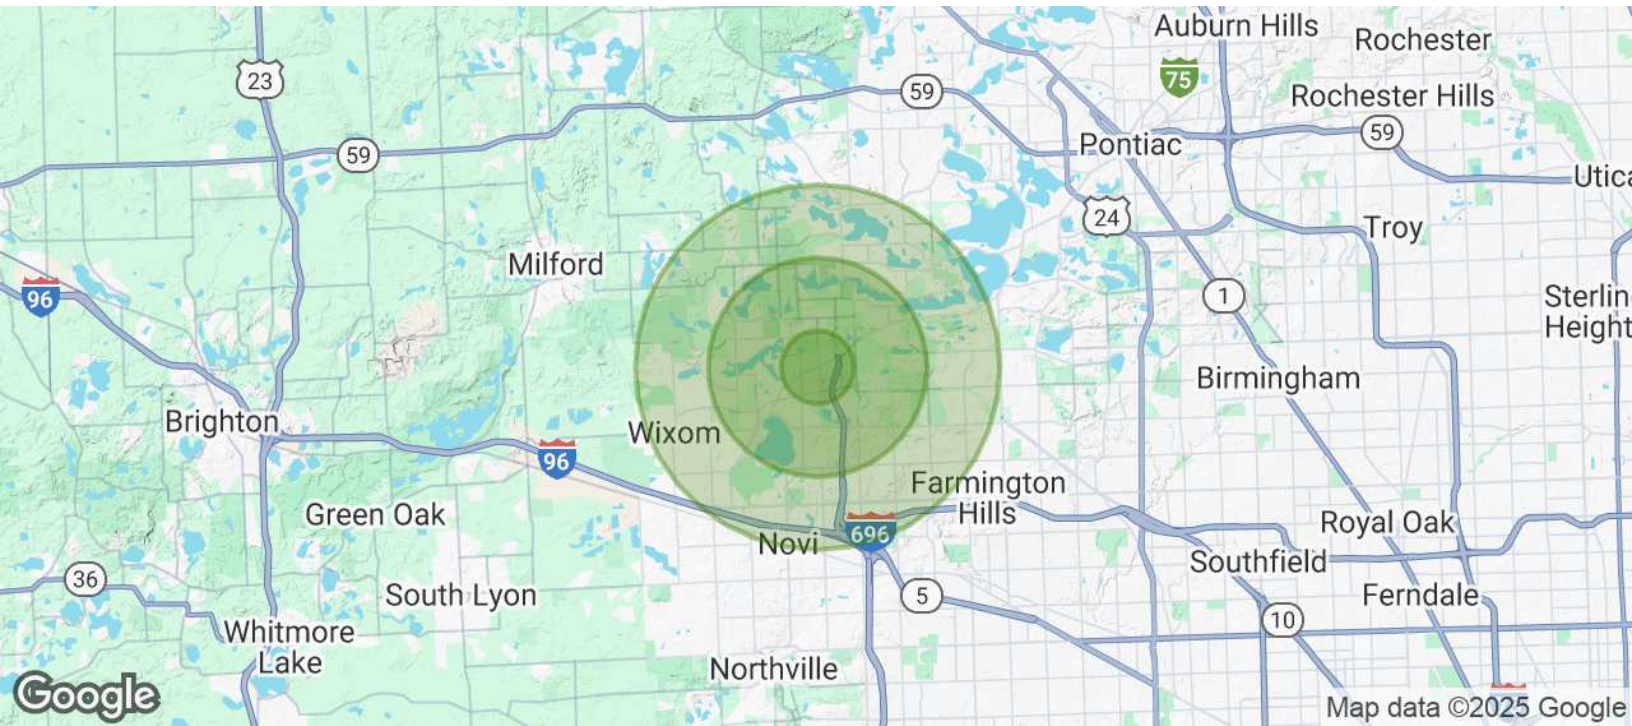 Auburn Hills
Rochester
23
75
59
Rochester Hills
59
Pontiac
59
Utica
24
Troy
Milford
96
1
Sterlin
Height
Birmingham
Brighton
Wixom
96
Farmington
Hills
Green Oak
696
Royal Oak
Novi
Southfield
36
South Lyon
5
Ferndale
10
Whitmore
Lake
Northville
Google
Map data ©2025 Google